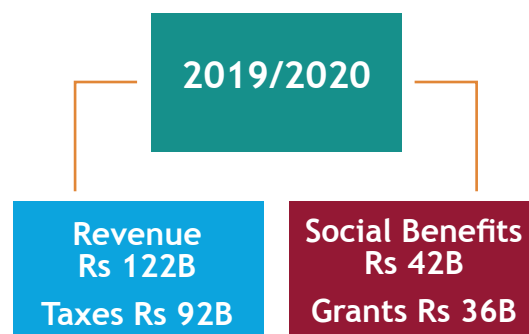 2019/2020
Revenue
Rs 122B
Taxes Rs 92B
Social Benefits
Rs 42B
Grants Rs 36B